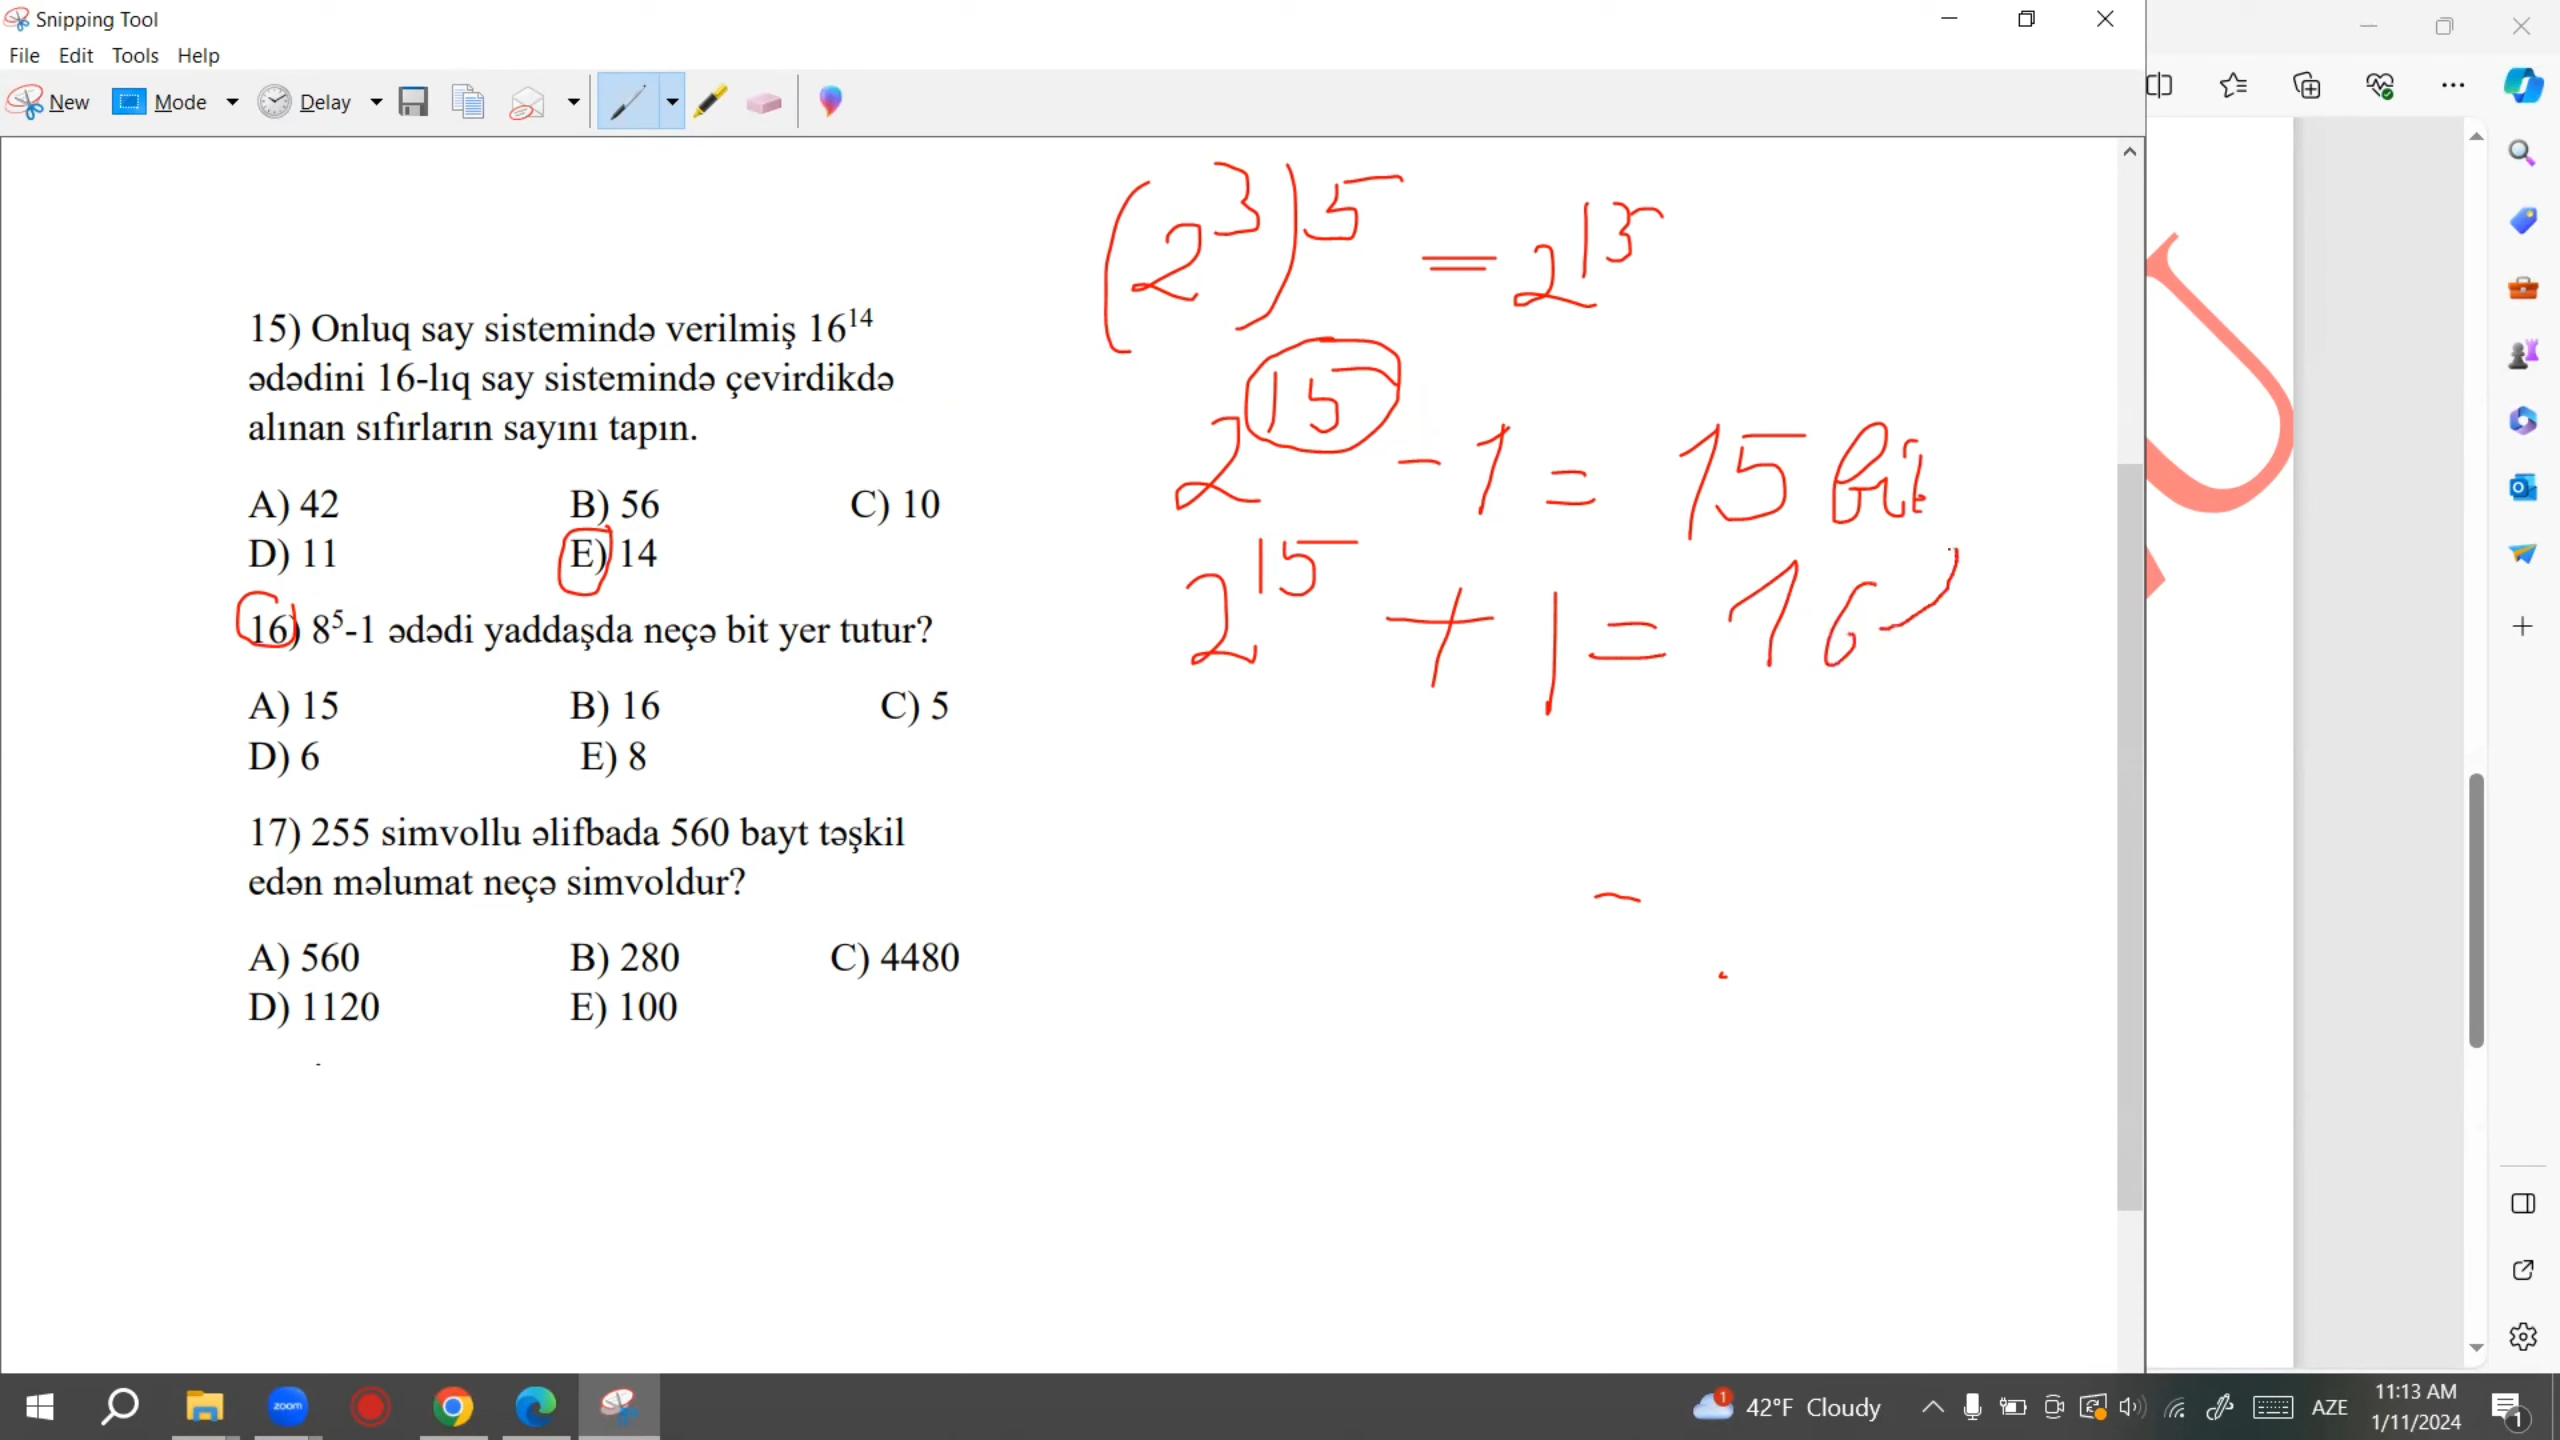 Snipping Tool
File Edit Tools Help
New Mode Delay
15) Onluq say sistemində verilmiş 16¹⁴
ədədini 16-lıq say sistemində çevirdikdə
alınan sıfırların sayını tapın.
A) 42 B) 56 C) 10
D) 11 E) 14
16) 8⁵-1 ədədi yaddaşda neçə bit yer tutur?
A) 15 B) 16 C) 5
D) 6 E) 8
17) 255 simvollu əlifbada 560 bayt təşkil
edən məlumat neçə simvoldur?
A) 560 B) 280 C) 4480
D) 1120 E) 100
(2³)⁵ = 2¹⁵
2¹⁵ - 1 = 15 bit
2¹⁵ + 1 = 16
U
zoom
1
42°F Cloudy
AZE
11:13 AM
1/11/2024
1